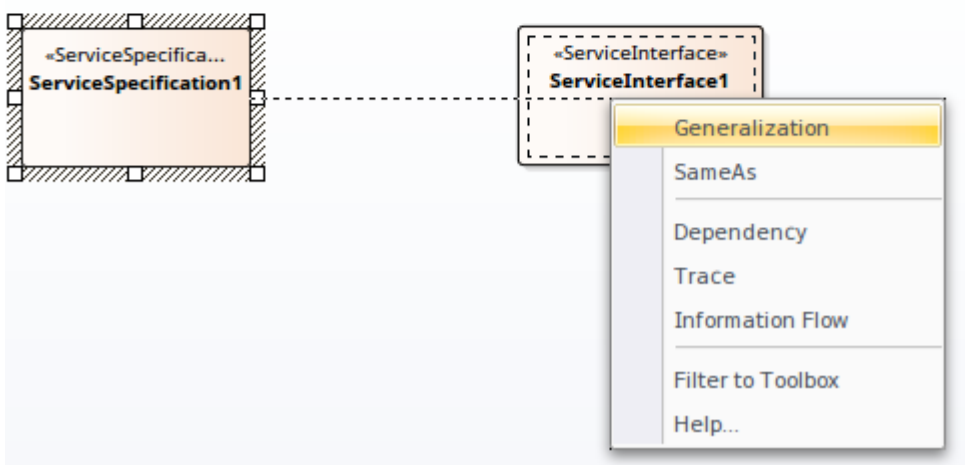 «ServiceSpecifica...
ServiceSpecification1
«ServiceInterface»
ServiceInterface1
Generalization
SameAs
Dependency
Trace
Information Flow
Filter to Toolbox
Help...